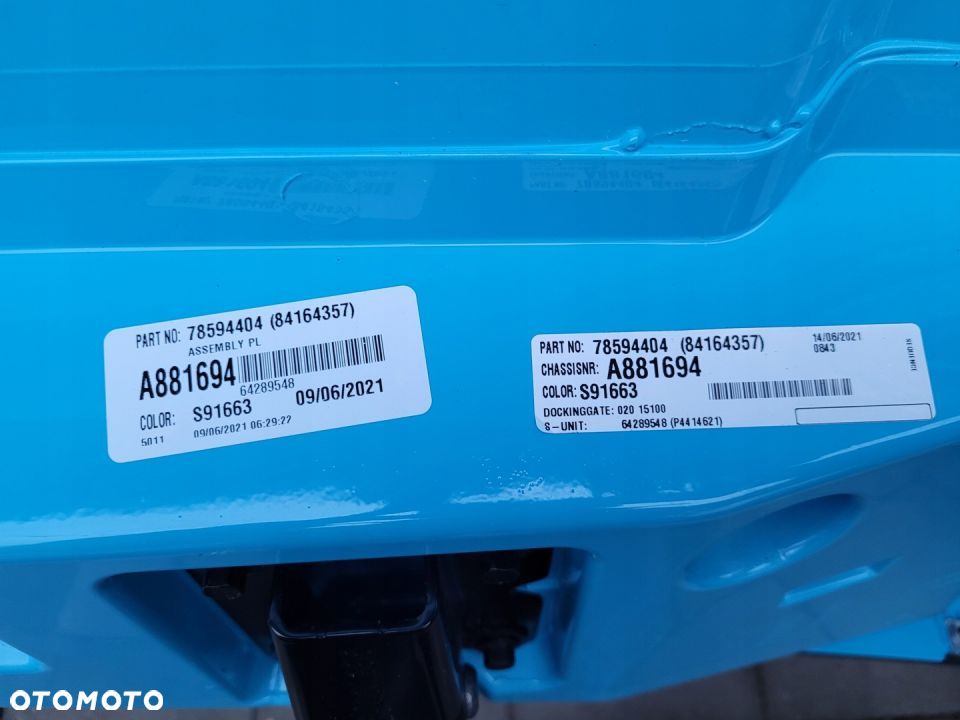 PART NO: 78594404 (84164357)
ASSEMBLY PL
A881694
64289548
09/06/2021
COLOR: S91663
5011 09/06/2021 06:29:27
PART NO: 78594404 (84164357)
14/06/2021
0843
SEQUENCE
CHASSISNR: A881694
COLOR: S91663
DOCKINGGATE: 020 15100
S-UNIT: 64289548 (P4414621)
OTOMOTO